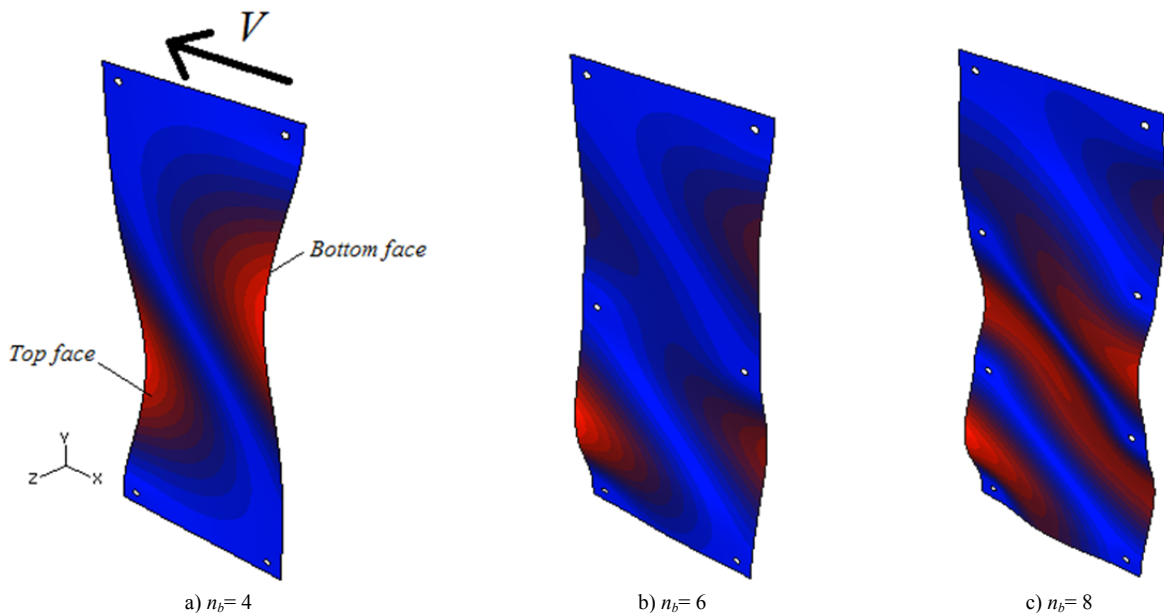 V
Bottom face
Top face
Y
Z X
a) n_b= 4
b) n_b= 6
c) n_b= 8